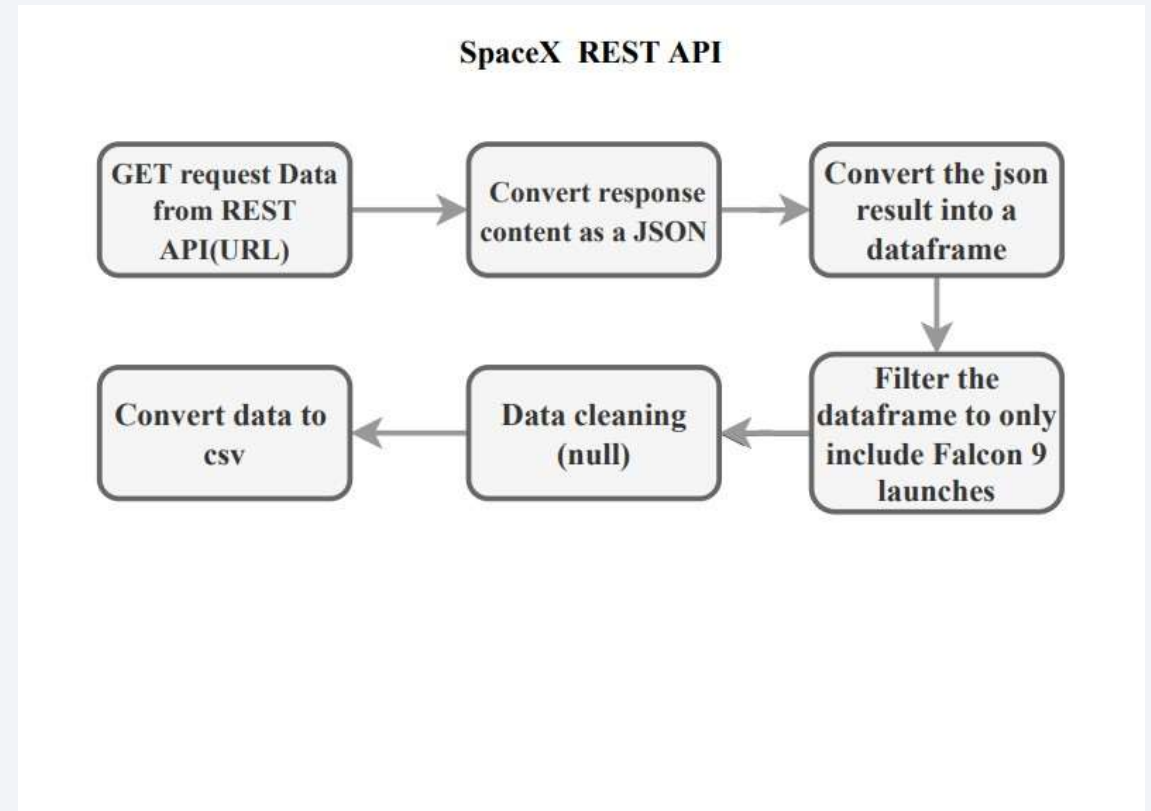 SpaceX REST API
GET request Data
from REST
API(URL)
Convert response
content as a JSON
Convert the json
result into a
dataframe
Filter the
dataframe to only
include Falcon 9
launches
Data cleaning
(null)
Convert data to
csv